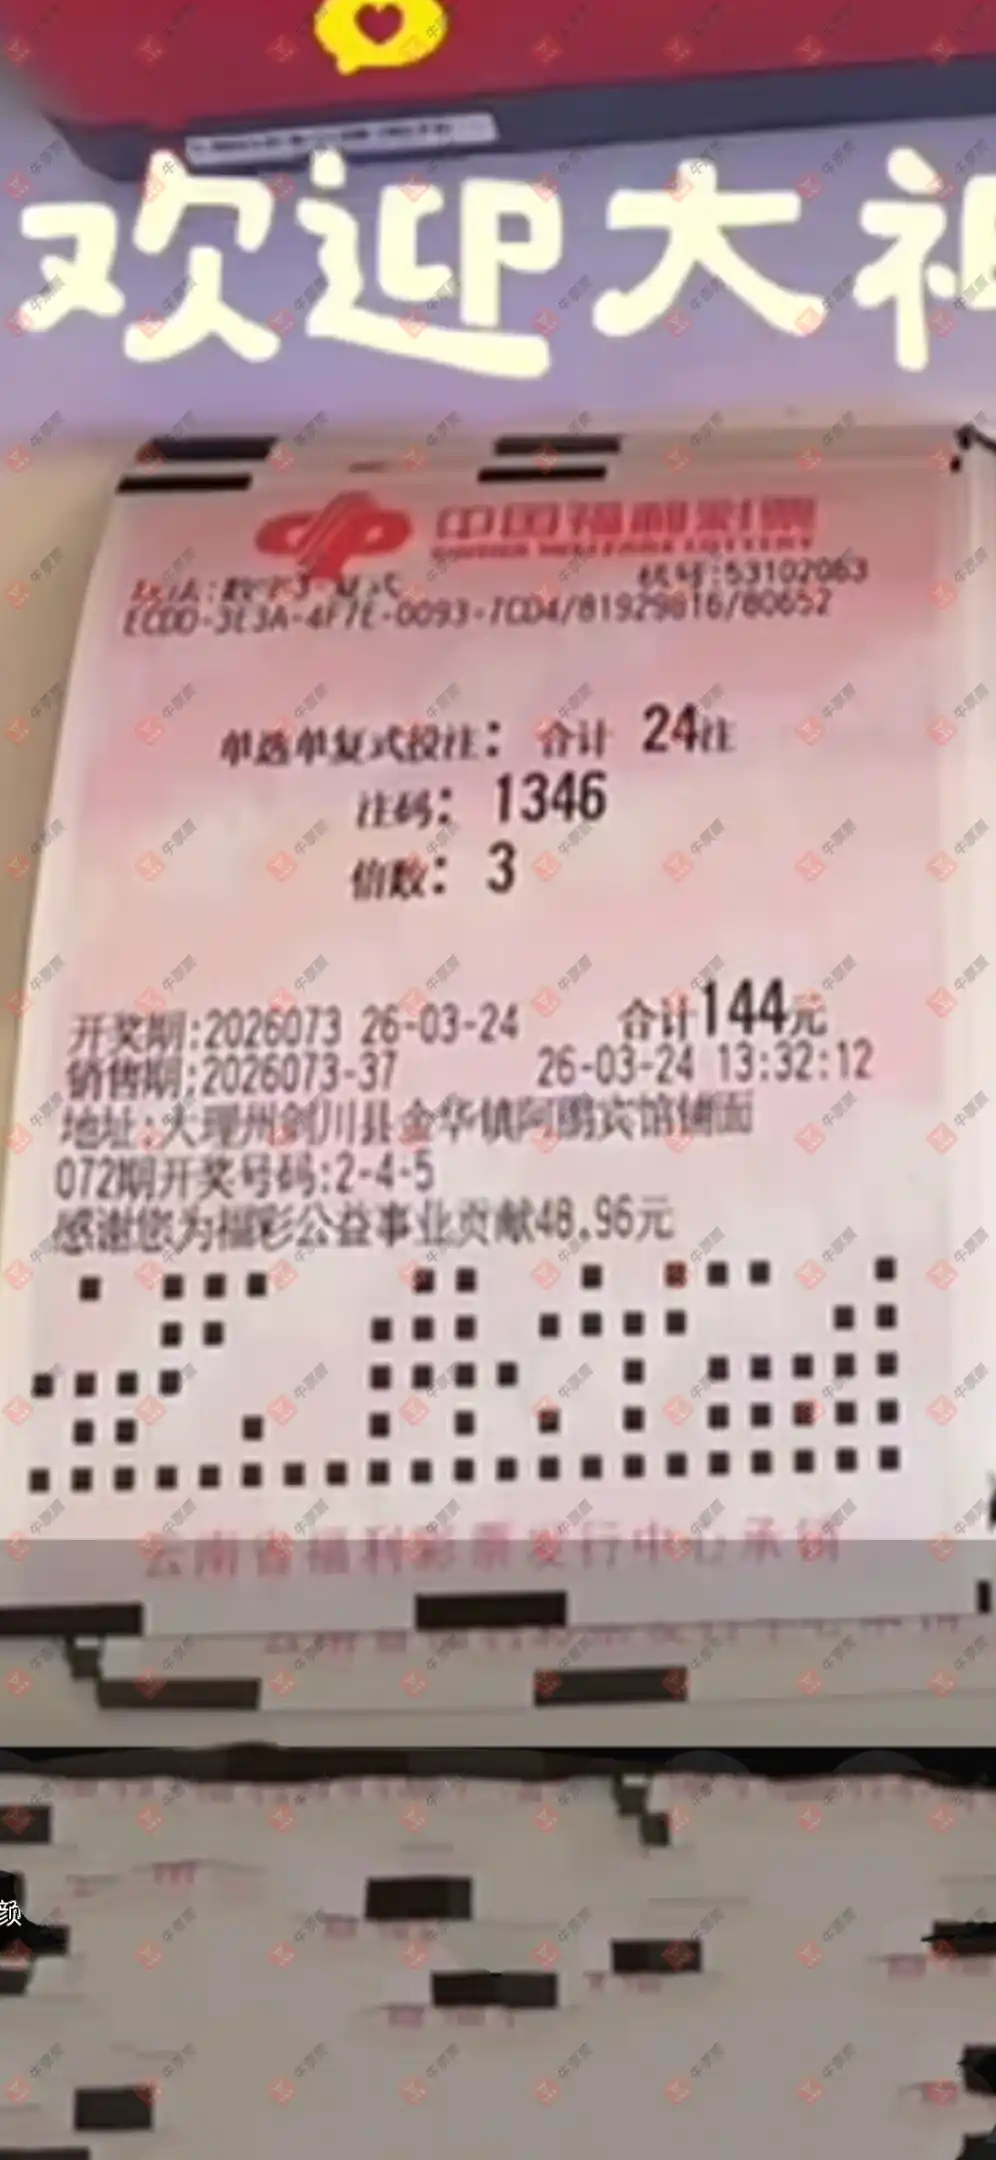 欢迎大
中国福利彩票
CHINA WELFARE LOTTERY
机号:53102063
ECDD-3E3A-4F7E-0093-7CD4/81929816/80652
单选单复式投注：合计 24注
注码：1346
倍数：3
开奖期:2026073 26-03-24 合计144元
销售期:2026073-37 26-03-24 13:32:12
地址:大理州剑川县金华镇阿鹏宾馆铺面
072期开奖号码:2-4-5
感谢您为福彩公益事业贡献48.96元
云南省福利彩票发行中心承销
颜